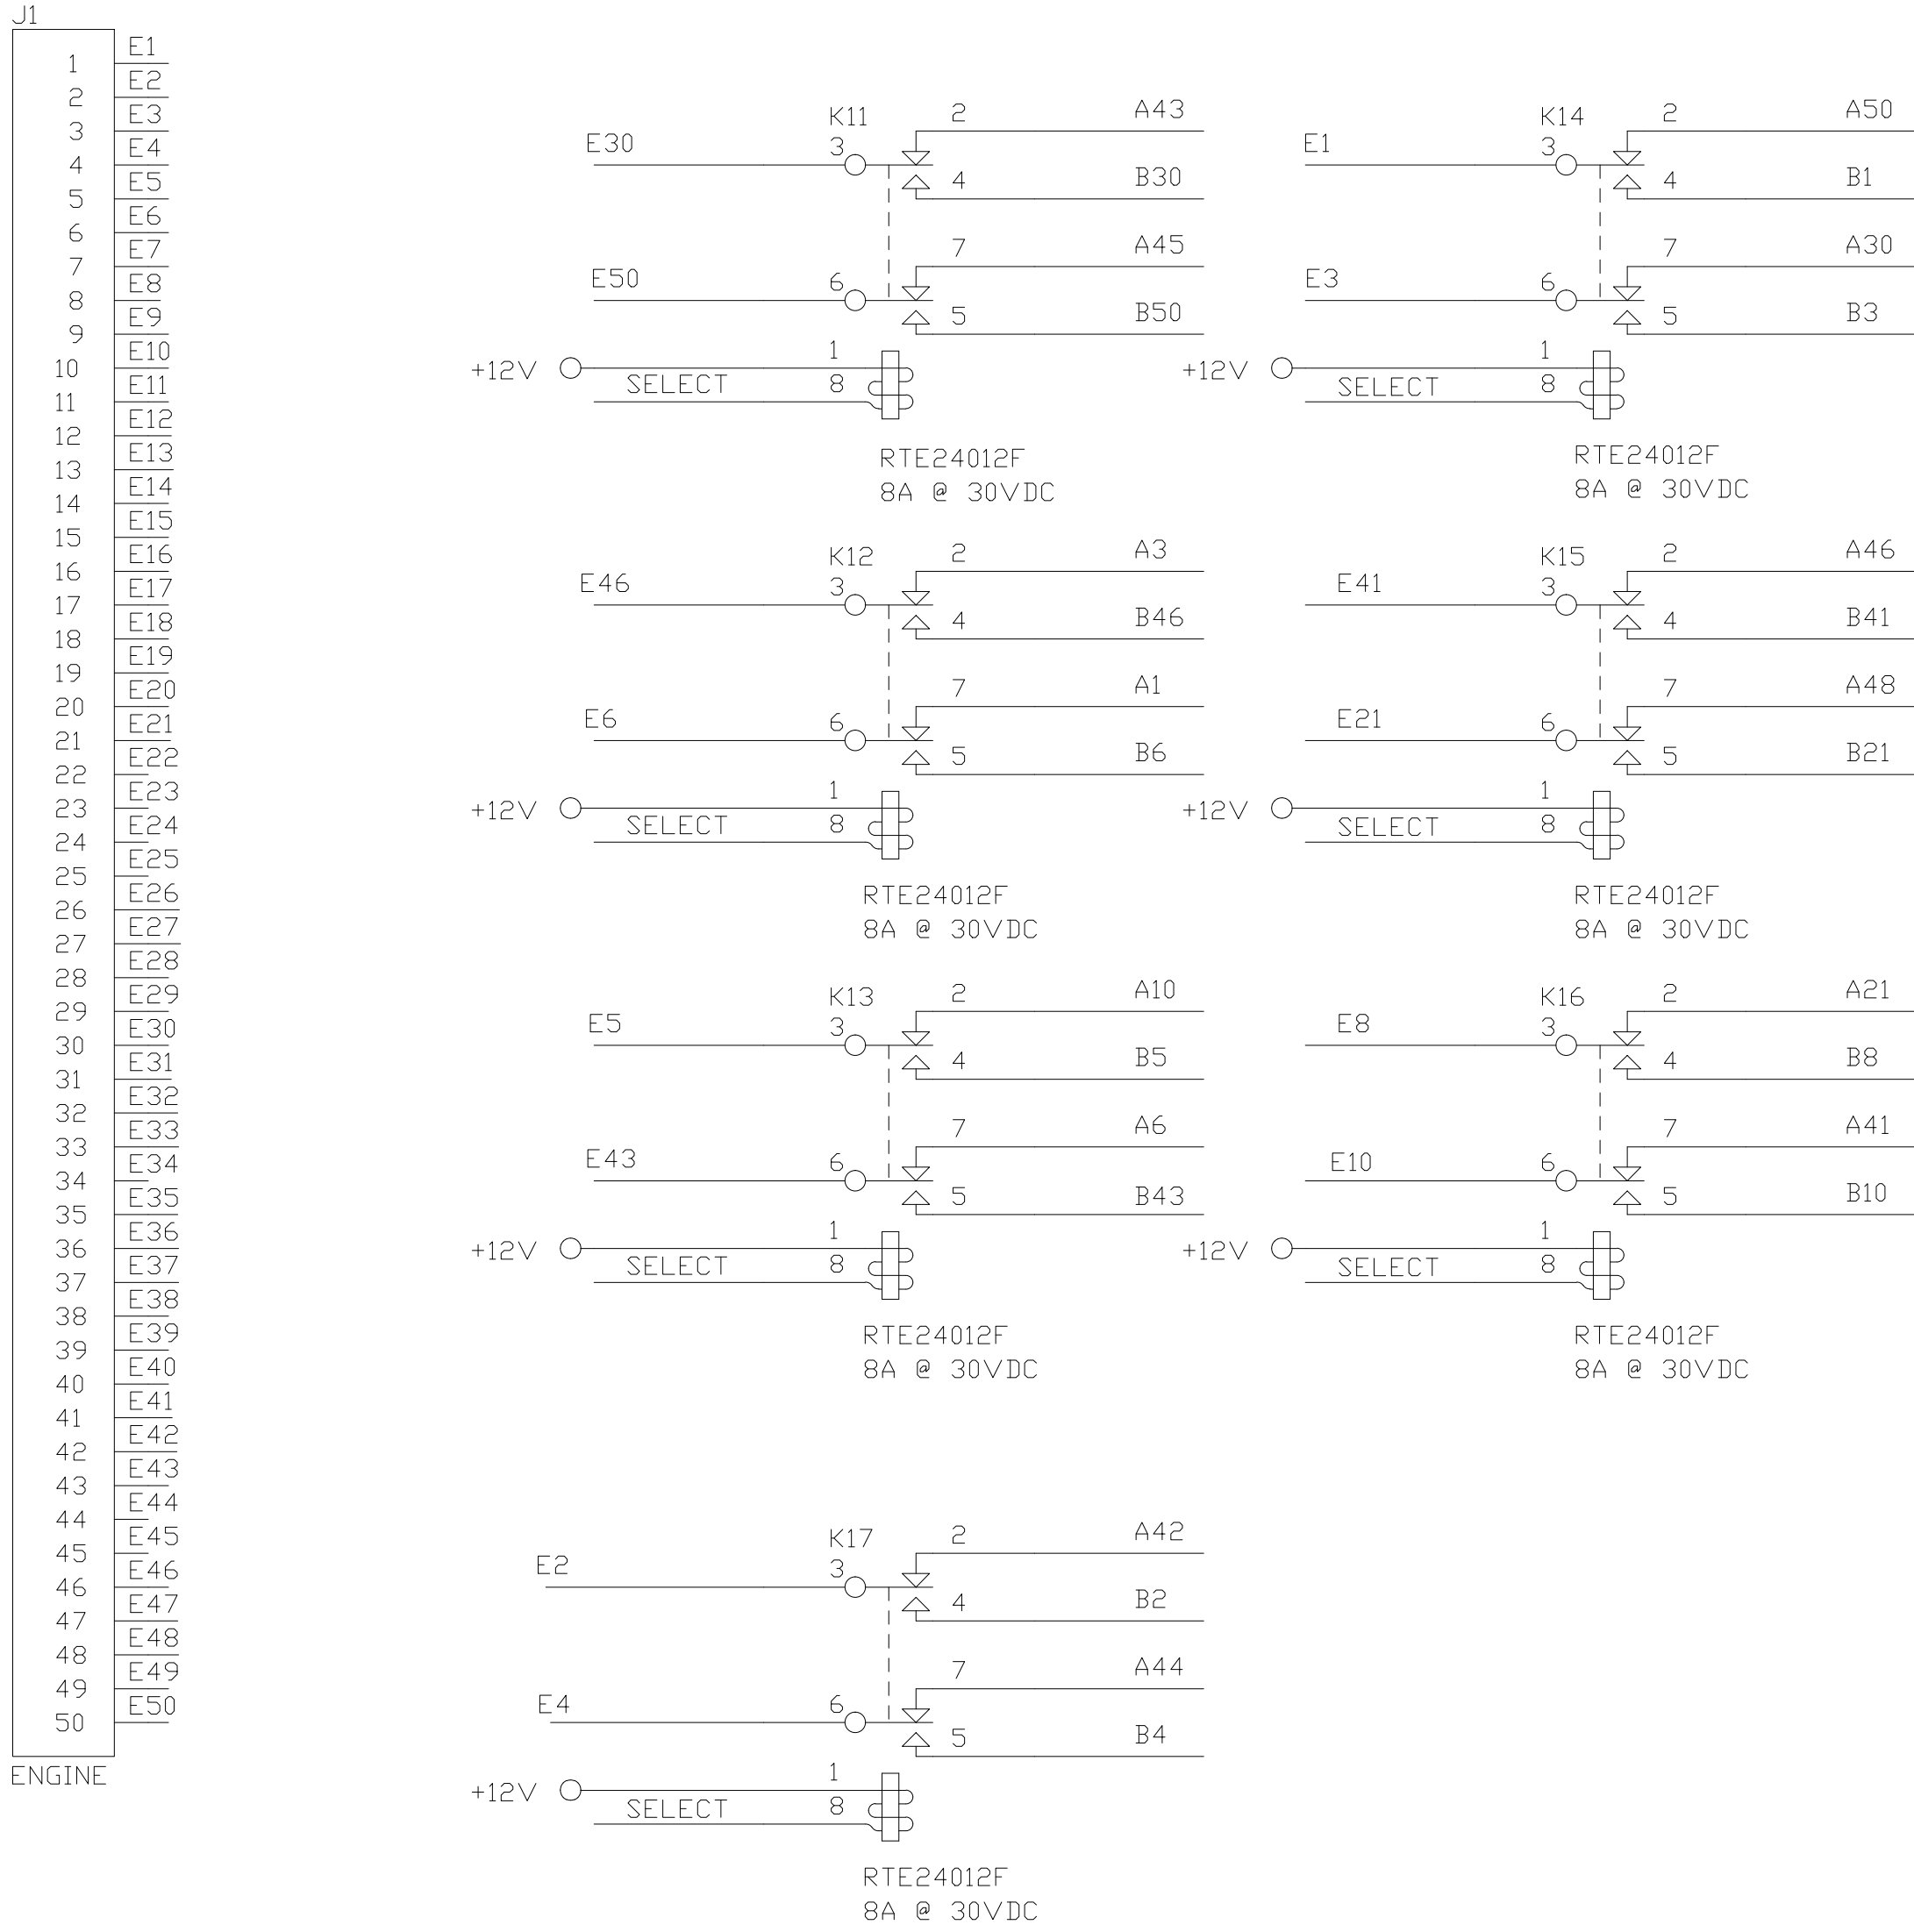 J1
E1
1
E2
2
E3
3
E4
4
E5
5
E6
6
E7
7
E8
8
E9
9
E10
10
E11
11
E12
12
E13
13
E14
14
E15
15
E16
16
E17
17
E18
18
E19
19
E20
20
E21
21
E22
22
E23
23
E24
24
E25
25
E26
26
E27
27
E28
28
E29
29
E30
30
E31
31
E32
32
E33
33
E34
34
E35
35
E36
36
E37
37
E38
38
E39
39
E40
40
E41
41
E42
42
E43
43
E44
44
E45
45
E46
46
E47
47
E48
48
E49
49
E50
50
ENGINE
K11
2 A43
E30 3
4 B30
7 A45
E50 6
5 B50
+12V 1
SELECT 8
RTE24012F
8A @ 30VDC
K14
2 A50
E1 3
4 B1
7 A30
E3 6
5 B3
+12V 1
SELECT 8
RTE24012F
8A @ 30VDC
K12
2 A3
E46 3
4 B46
7 A1
E6 6
5 B6
+12V 1
SELECT 8
RTE24012F
8A @ 30VDC
K15
2 A46
E41 3
4 B41
7 A48
E21 6
5 B21
+12V 1
SELECT 8
RTE24012F
8A @ 30VDC
K13
2 A10
E5 3
4 B5
7 A6
E43 6
5 B43
+12V 1
SELECT 8
RTE24012F
8A @ 30VDC
K16
2 A21
E8 3
4 B8
7 A41
E10 6
5 B10
+12V 1
SELECT 8
RTE24012F
8A @ 30VDC
K17
2 A42
E2 3
4 B2
7 A44
E4 6
5 B4
+12V 1
SELECT 8
RTE24012F
8A @ 30VDC